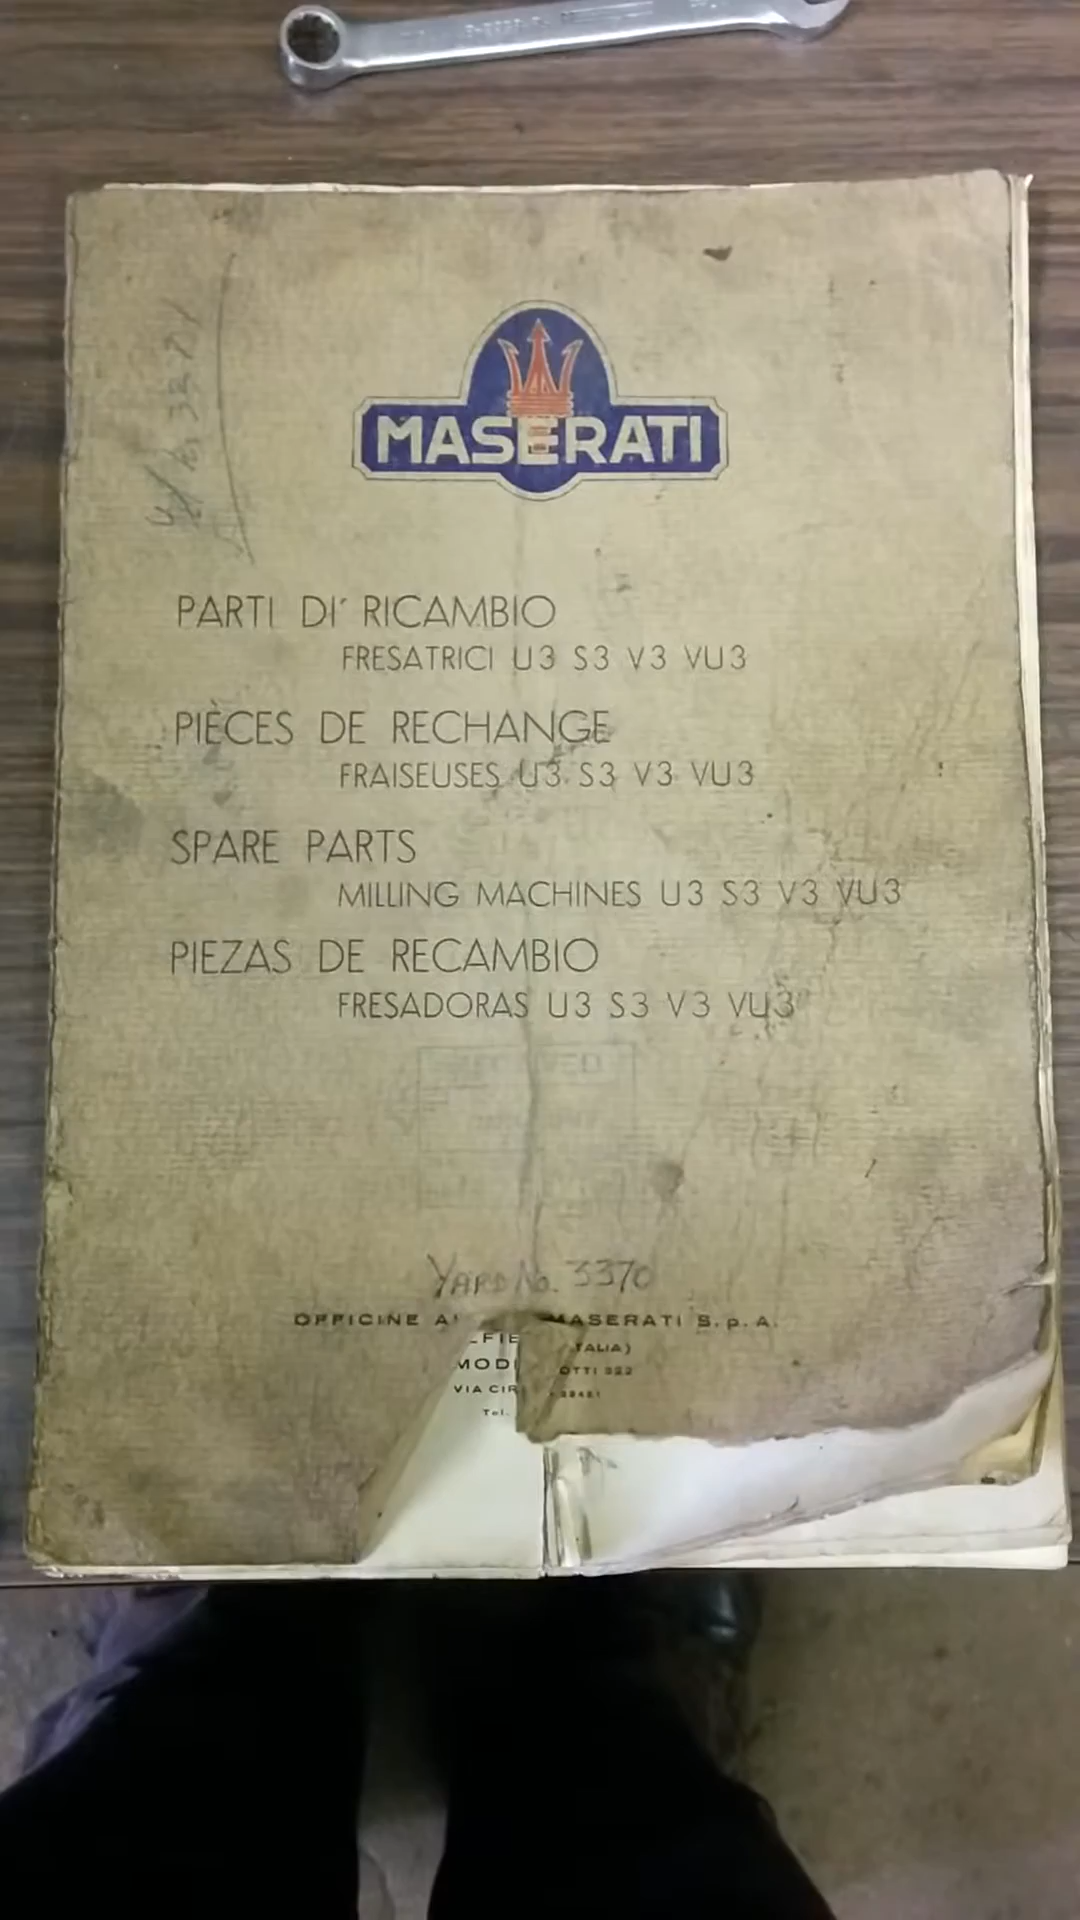 MASERATI
PARTI DI' RICAMBIO
FRESATRICI U3 S3 V3 VU3
PIÈCES DE RECHANGE
FRAISEUSES U3 S3 V3 VU3
SPARE PARTS
MILLING MACHINES U3 S3 V3 VU3
PIEZAS DE RECAMBIO
FRESADORAS U3 S3 V3 VU3
YARD No. 3370
OFFICINE MASERATI S.p.A.
VIA
Tel.